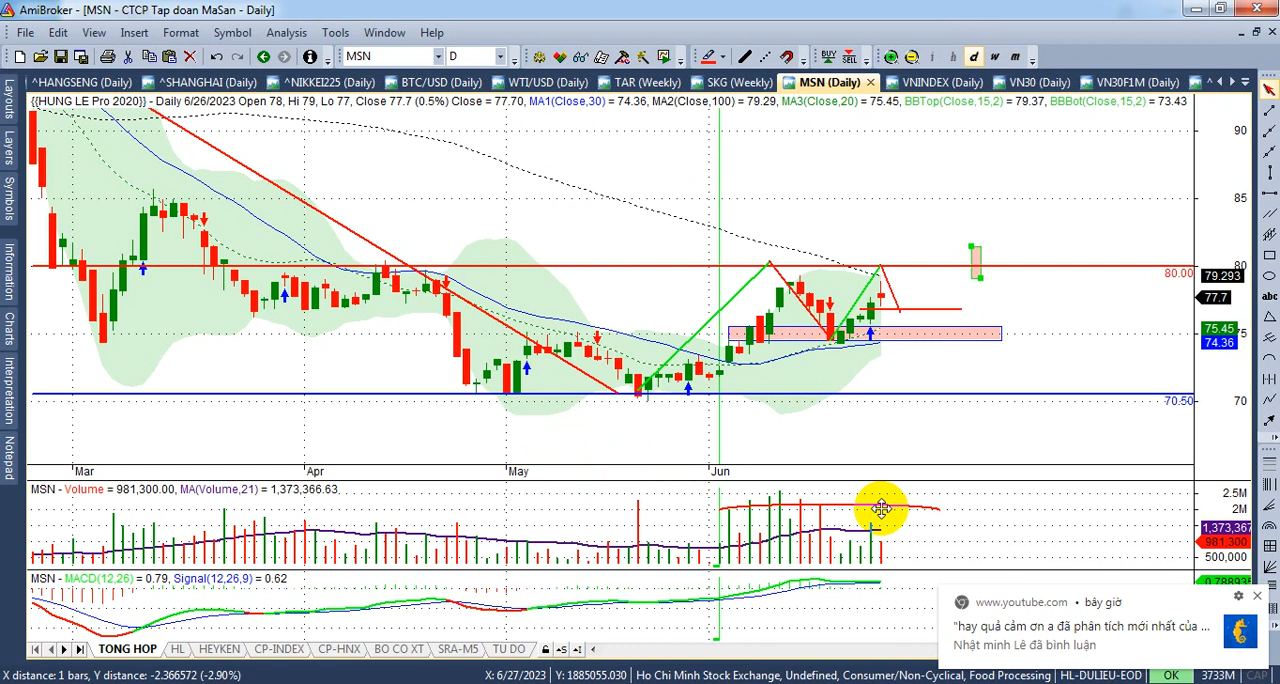 AmiBroker - [MSN - CTCP Tap doan MaSan - Daily]
File Edit View Insert Format Symbol Analysis Tools Window Help
MSN D BUY SELL i h d w m
^HANGSENG (Daily) ^SHANGHAI (Daily) ^NIKKEI225 (Daily) BTC/USD (Daily) WTI/USD (Daily) TAR (Weekly) SKG (Weekly) MSN (Daily) VNINDEX (Daily) VN30 (Daily) VN30F1M (Daily)
Layouts
Layers
Symbols
Information
Charts
Interpretation
Notepad
{{HUNG LE Pro 2020}} - Daily 6/26/2023 Open 78, Hi 79, Lo 77, Close 77.7 (0.5%) Close = 77.70, MA1(Close,30) = 74.36, MA2(Close,100) = 79.29, MA3(Close,20) = 75.45, BBTop(Close,15,2) = 79.37, BBBot(Close,15,2) = 73.43
90
85
80
80.00
79.293
77.7
75.45
75
74.36
70.50
70
Mar Apr May Jun
MSN - Volume = 981,300.00, MA(Volume,21) = 1,373,366.63
2.5M
2M
1,373,367
981,300
500,000
MSN - MACD(12,26) = 0.79, Signal(12,26,9) = 0.62
0.788935
www.youtube.com • bây giờ
"hay quả cảm ơn a đã phân tích mới nhất của ...
Nhật minh Lê đã bình luận
TONG HOP HL HEYKEN CP-INDEX CP-HNX BO CO XT SRA-M5 TU DO
X distance: 1 bars, Y distance: -2.366572 (-2.90%) X: 6/27/2023 Y: 1885055.030 Ho Chi Minh Stock Exchange, Undefined, Consumer/Non-Cyclical, Food Processing HL-DULIEU-EOD OK 3733M CAP
abc